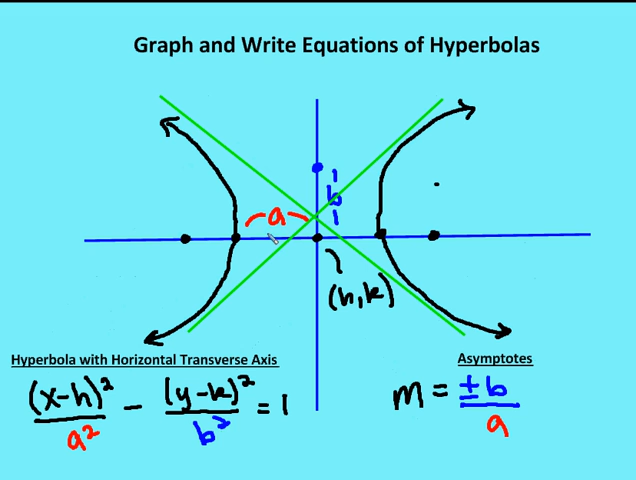 Graph and Write Equations of Hyperbolas
b
a
(h,k)
Hyperbola with Horizontal Transverse Axis
(x-h)²/a² - (y-k)²/b² = 1
Asymptotes
m = ±b/a